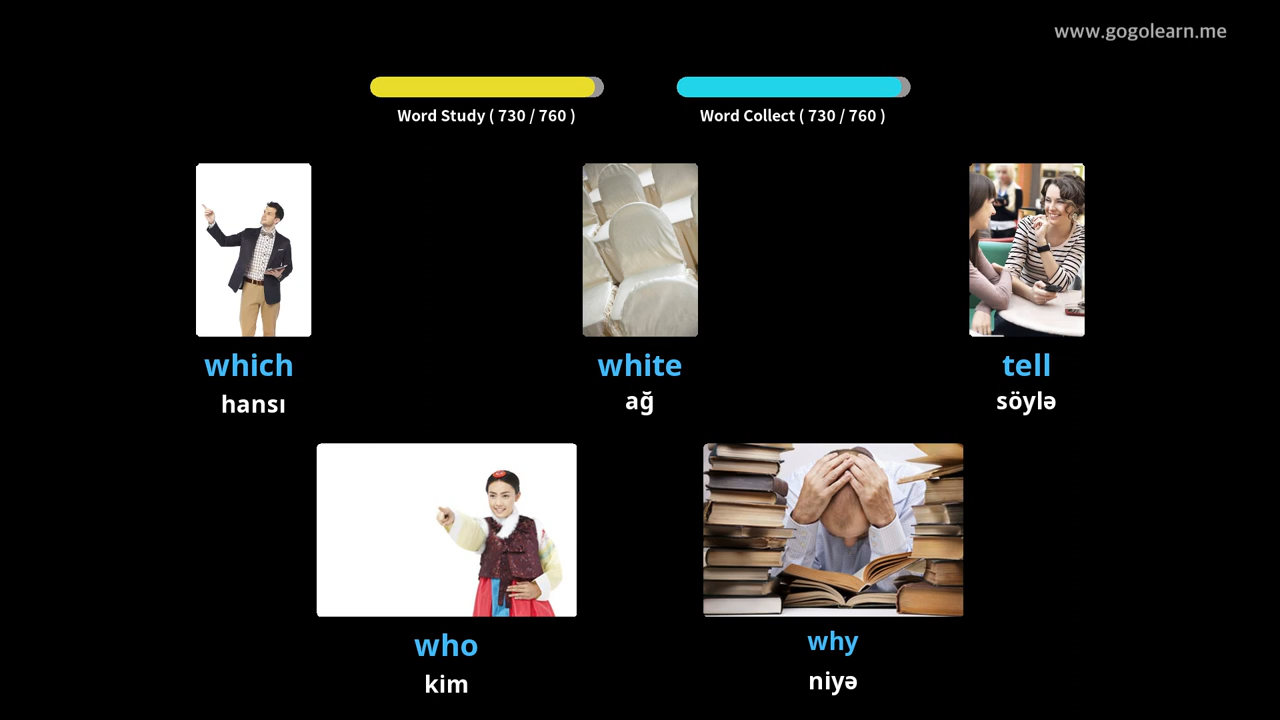 www.gogolearn.me
Word Study ( 730 / 760 )
Word Collect ( 730 / 760 )
which
hansı
white
ağ
tell
söylə
who
kim
why
niyə